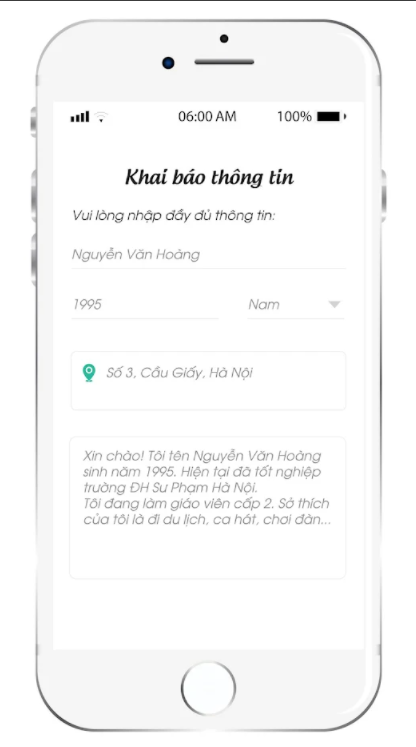 06:00 AM 100%
Khai báo thông tin
Vui lòng nhập đầy đủ thông tin:
Nguyễn Văn Hoàng
1995 Nam
Số 3, Cầu Giấy, Hà Nội
Xin chào! Tôi tên Nguyễn Văn Hoàng
sinh năm 1995. Hiện tại đã tốt nghiệp
trường ĐH Sư Phạm Hà Nội.
Tôi đang làm giáo viên cấp 2. Sở thích
của tôi là đi du lịch, ca hát, chơi đàn...